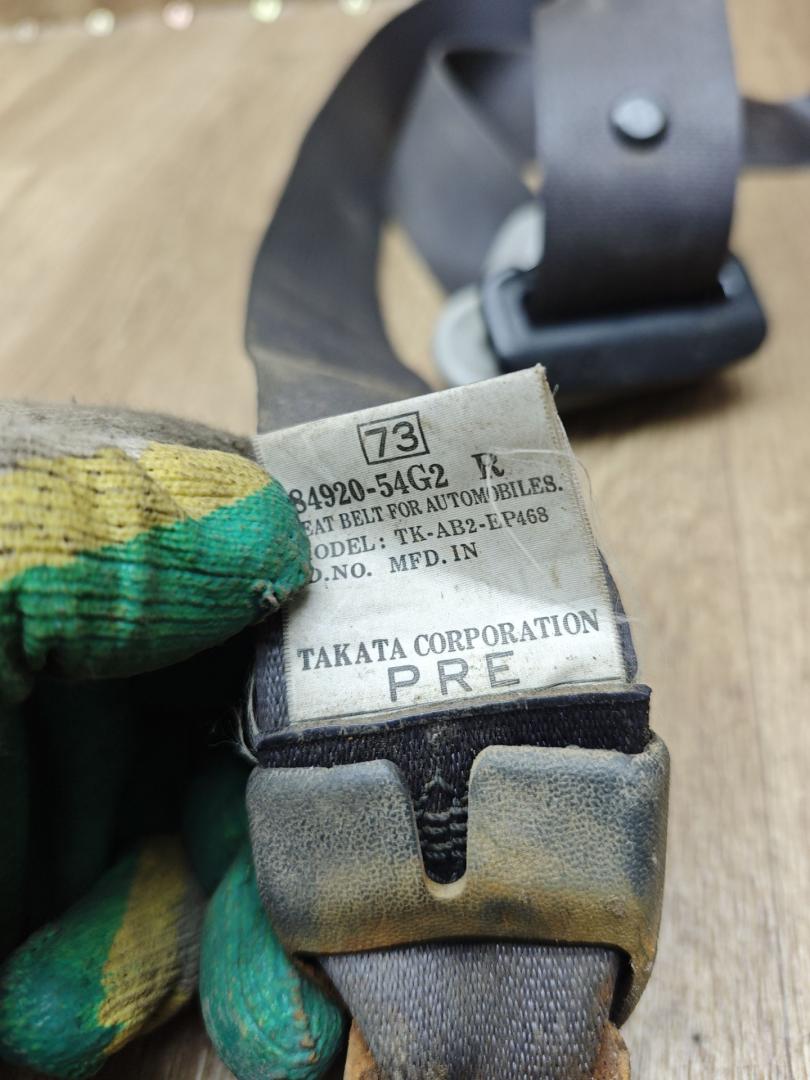 73
84920-54G2 R
EAT BELT FOR AUTOMOBILES.
ODEL: TK-AB2-EP468
D.NO. MFD. IN
TAKATA CORPORATION
PRE